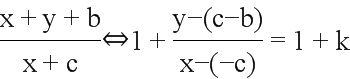 x + y + b / x + c ⇔ 1 + y−(c−b) / x−(−c) = 1 + k